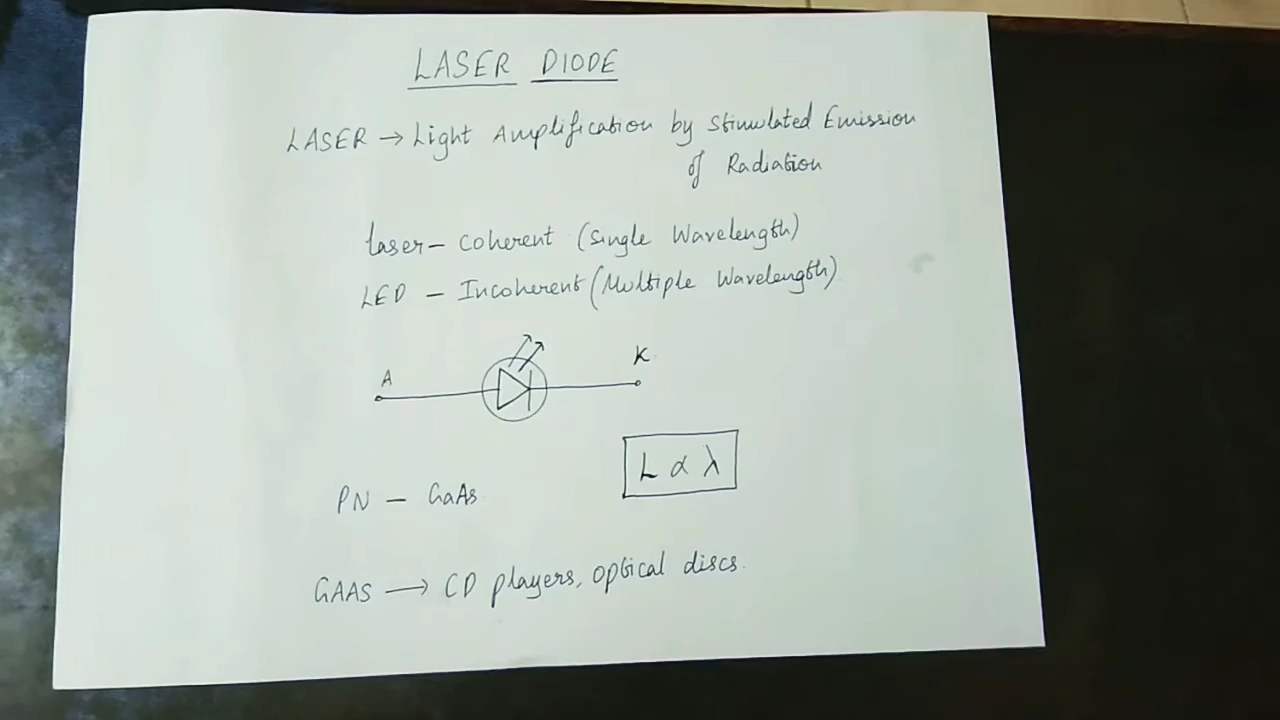 LASER DIODE
LASER → Light Amplification by Stimulated Emission
of Radiation
laser – Coherent (Single Wavelength)
LED – Incoherent (Multiple Wavelength)
A
K
L ∝ λ
PN – GaAs
GAAS → CD players, optical discs.